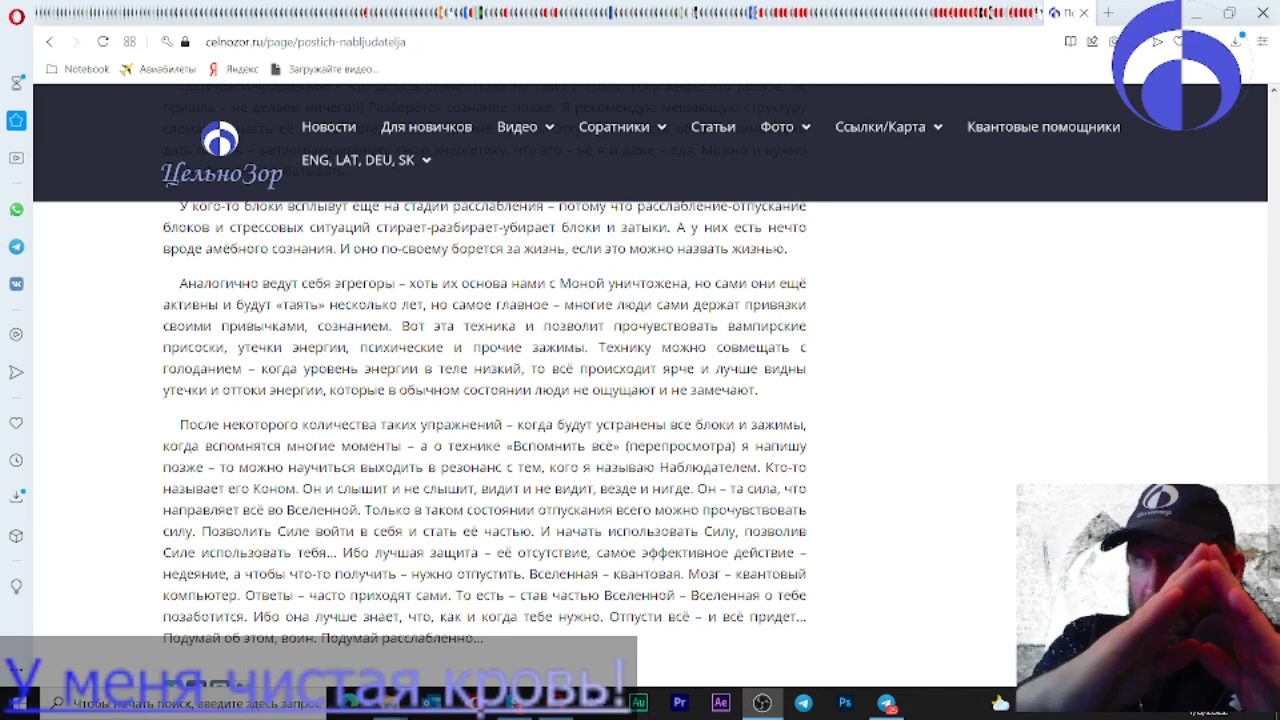 celnozor.ru/page/postich-nabljudatelja
Notebook Авиабилеты Яндекс Загружайте видео...
Новости Для новичков Видео Соратники Статьи Фото Ссылки/Карта Квантовые помощники
ENG, LAT, DEU, SK
ЦельноЗор
У кого-то блоки всплывут ещё на стадии расслабления – потому что расслабление-отпускание
блоков и стрессовых ситуаций стирает-разбирает-убирает блоки и затыки. А у них есть нечто
вроде амёбного сознания. И оно по-своему борется за жизнь, если это можно назвать жизнью.
Аналогично ведут себя эгрегоры – хоть их основа нами с Моной уничтожена, но сами они ещё
активны и будут «таять» несколько лет, но самое главное – многие люди сами держат привязки
своими привычками, сознанием. Вот эта техника и позволит прочувствовать вампирские
присоски, утечки энергии, психические и прочие зажимы. Технику можно совмещать с
голоданием – когда уровень энергии в теле низкий, то всё происходит ярче и лучше видны
утечки и оттоки энергии, которые в обычном состоянии люди не ощущают и не замечают.
После некоторого количества таких упражнений – когда будут устранены все блоки и зажимы,
когда вспомнятся многие моменты – а о технике «Вспомнить всё» (перепросмотра) я напишу
позже – то можно научиться выходить в резонанс с тем, кого я называю Наблюдателем. Кто-то
называет его Коном. Он и слышит и не слышит, видит и не видит, везде и нигде. Он – та сила, что
направляет всё во Вселенной. Только в таком состоянии отпускания всего можно прочувствовать
силу. Позволить Силе войти в себя и стать её частью. И начать использовать Силу, позволив
Силе использовать тебя... Ибо лучшая защита – её отсутствие, самое эффективное действие –
недеяние, а чтобы что-то получить – нужно отпустить. Вселенная – квантовая. Мозг – квантовый
компьютер. Ответы – часто приходят сами. То есть – став частью Вселенной – Вселенная о тебе
позаботится. Ибо она лучше знает, что, как и когда тебе нужно. Отпусти всё – и всё придет...
Подумай об этом, воин. Подумай расслабленно...
У меня чистая кровь!
Чтобы начать поиск, введите здесь запрос
Au Pr Ae Ps